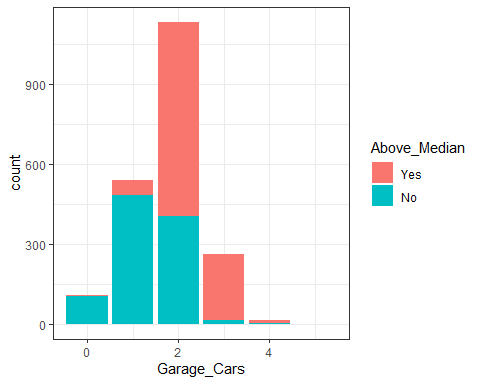 900
600
300
0
count
0 2 4
Garage_Cars
Above_Median
Yes
No